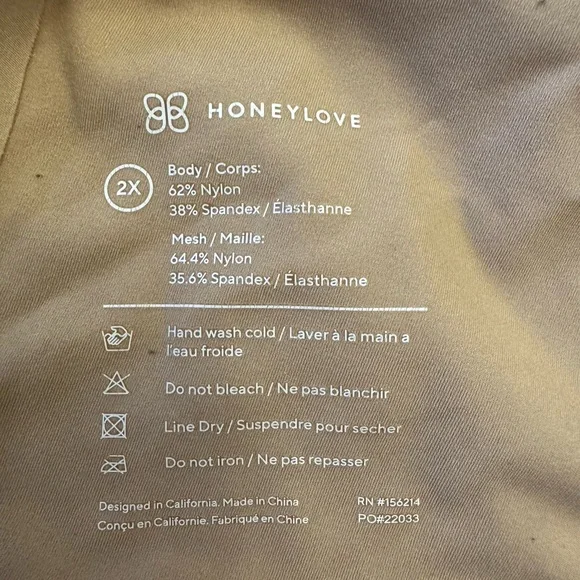 HONEYLOVE
2X
Body / Corps:
62% Nylon
38% Spandex / Élasthanne
Mesh / Maille:
64.4% Nylon
35.6% Spandex / Élasthanne
Hand wash cold / Laver à la main a
l'eau froide
Do not bleach / Ne pas blanchir
Line Dry / Suspendre pour secher
Do not iron / Ne pas repasser
Designed in California. Made in China
RN #156214
Conçu en Californie. Fabriqué en Chine
PO#22033